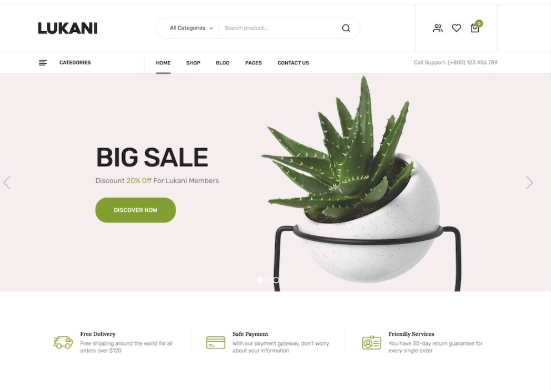 LUKANI
All Categories
Search product...
0
CATEGORIES
HOME
SHOP
BLOG
PAGES
CONTACT US
Call Support: (+800) 123 456 789
BIG SALE
Discount 20% Off For Lukani Members
DISCOVER NOW
Free Delivery
Free shipping around the world for all
orders over $120
Safe Payment
With our payment gateway, don't worry
about your information
Friendly Services
You have 30-day return guarantee for
every single order